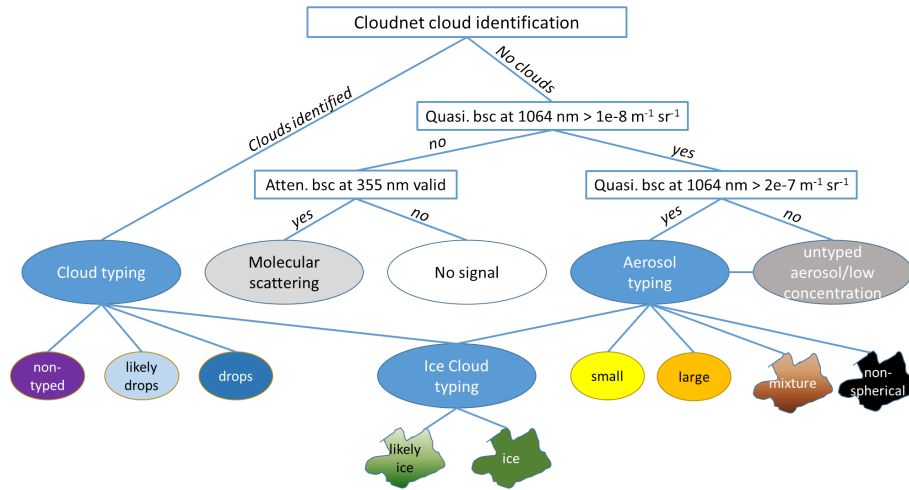 Cloudnet cloud identification
Clouds identified
No clouds
Quasi. bsc at 1064 nm > 1e-8 m⁻¹ sr⁻¹
no
yes
Atten. bsc at 355 nm valid
Quasi. bsc at 1064 nm > 2e-7 m⁻¹ sr⁻¹
yes
no
yes
no
Cloud typing
Molecular
scattering
No signal
Aerosol
typing
untyped
aerosol/low
concentration
non-
typed
likely
drops
drops
Ice Cloud
typing
small
large
mixture
non-
spherical
likely
ice
ice